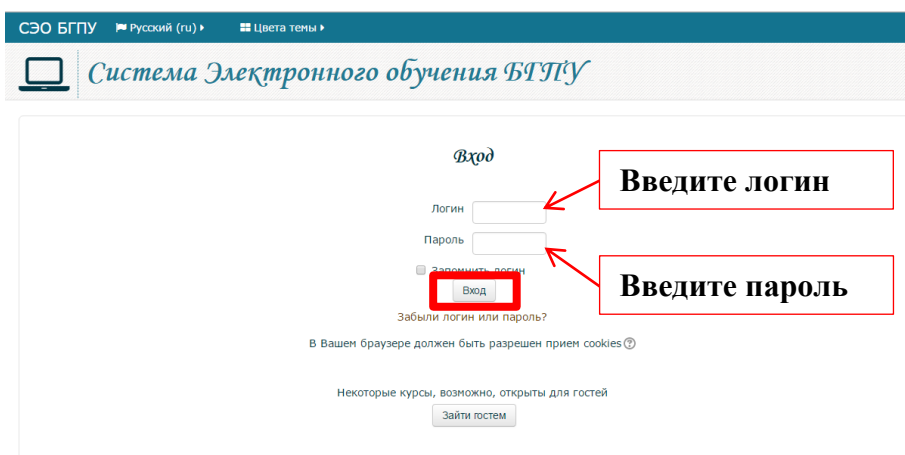 СЭО БГПУ Русский (ru) Цвета темы
Система Электронного обучения БГПУ
Вход
Введите логин
Логин
Пароль
Запомнить логин
Введите пароль
Вход
Забыли логин или пароль?
В Вашем браузере должен быть разрешен прием cookies
Некоторые курсы, возможно, открыты для гостей
Зайти гостем